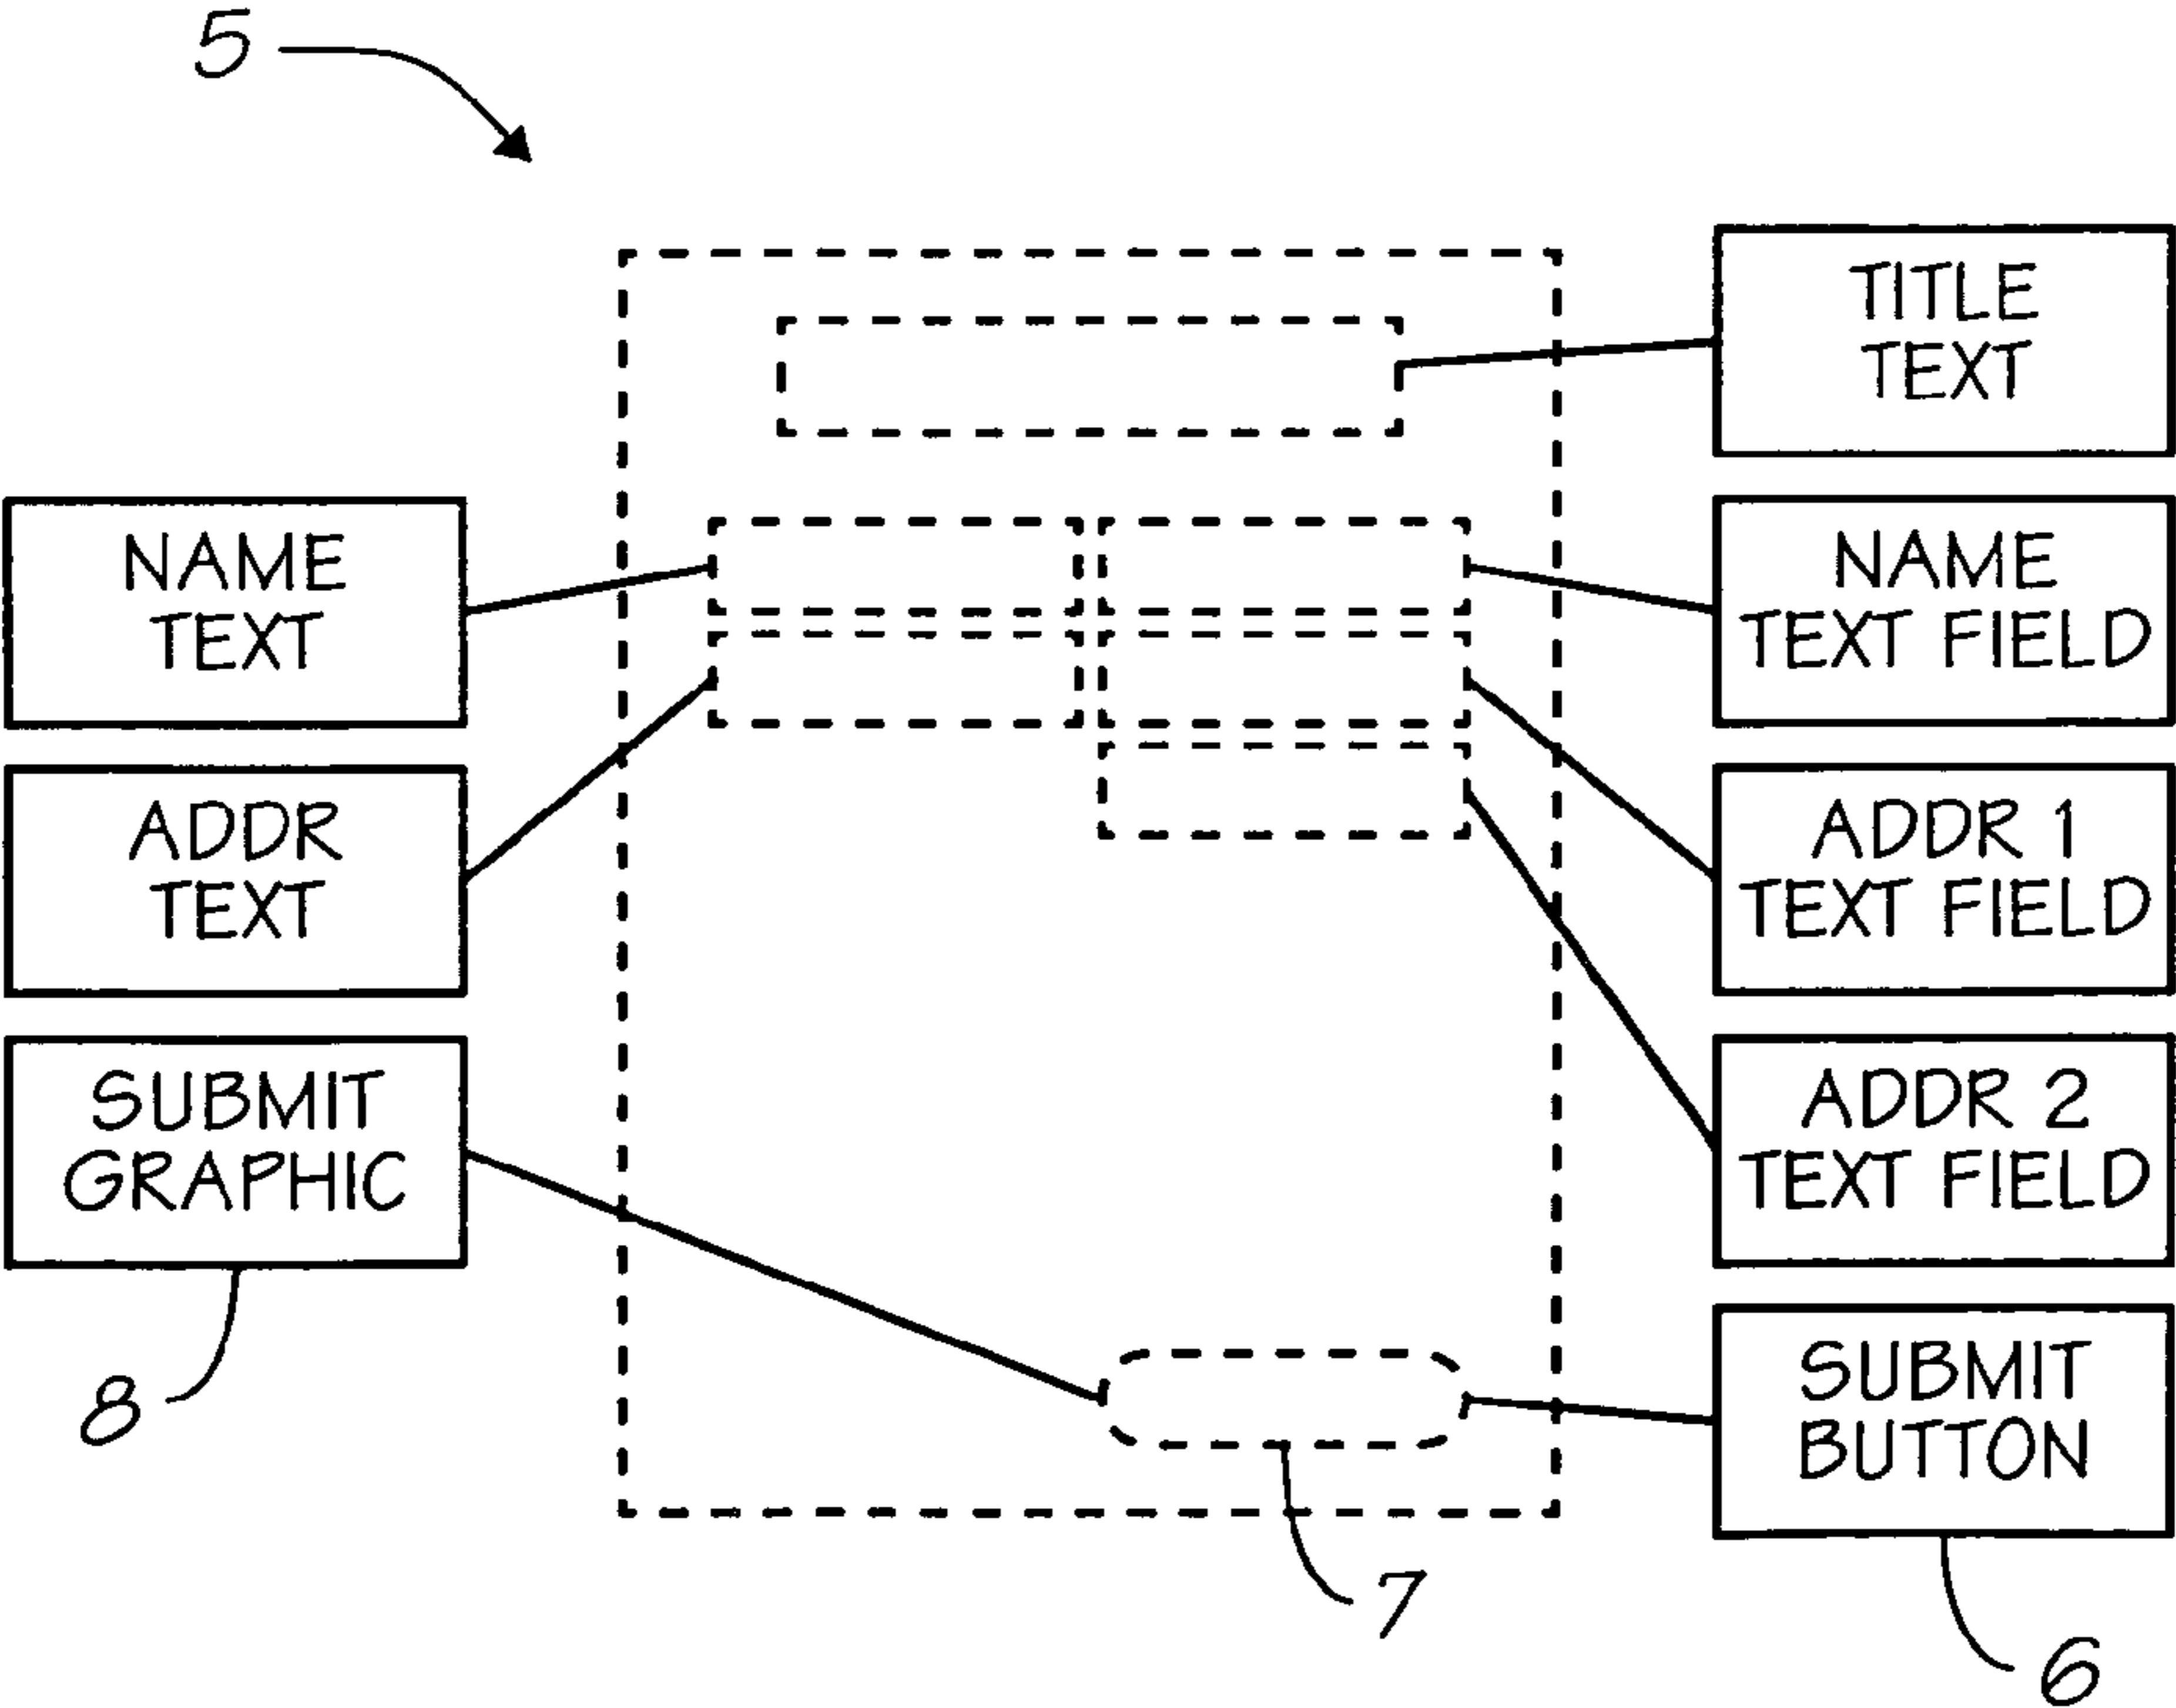 5
TITLE
TEXT
NAME
TEXT
NAME
TEXT FIELD
ADDR
TEXT
ADDR 1
TEXT FIELD
SUBMIT
GRAPHIC
ADDR 2
TEXT FIELD
SUBMIT
BUTTON
8
7
6